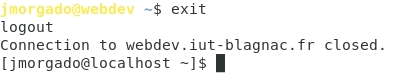 jmorgado@webdev ~$ exit
logout
Connection to webdev.iut-blagnac.fr closed.
[jmorgado@localhost ~]$